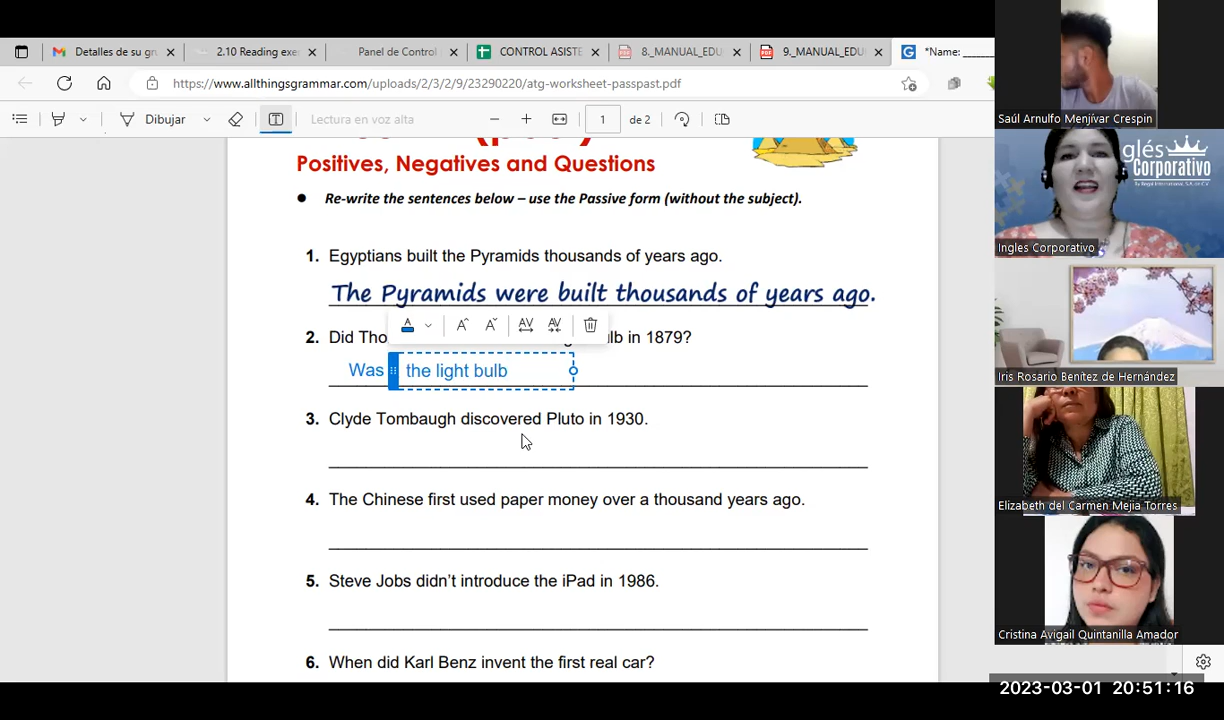 Detalles de su gr
2.10 Reading exe
Panel de Control
CONTROL ASISTE
8._MANUAL_EDU
9_MANUAL_EDU
*Name: ____
https://www.allthingsgrammar.com/uploads/2/3/2/9/23290220/atg-worksheet-passpast.pdf
Dibujar
Lectura en voz alta
1
de 2
Positives, Negatives and Questions
Re-write the sentences below – use the Passive form (without the subject).
1. Egyptians built the Pyramids thousands of years ago.
The Pyramids were built thousands of years ago.
2. Did Tho
lb in 1879?
Was the light bulb
3. Clyde Tombaugh discovered Pluto in 1930.
4. The Chinese first used paper money over a thousand years ago.
5. Steve Jobs didn't introduce the iPad in 1986.
6. When did Karl Benz invent the first real car?
Saúl Arnulfo Menjívar Crespin
glés
Corporativo
Ingles Corporativo
Iris Rosario Benítez de Hernández
Elizabeth del Carmen Mejia Torres
Cristina Avigail Quintanilla Amador
2023-03-01 20:51:16